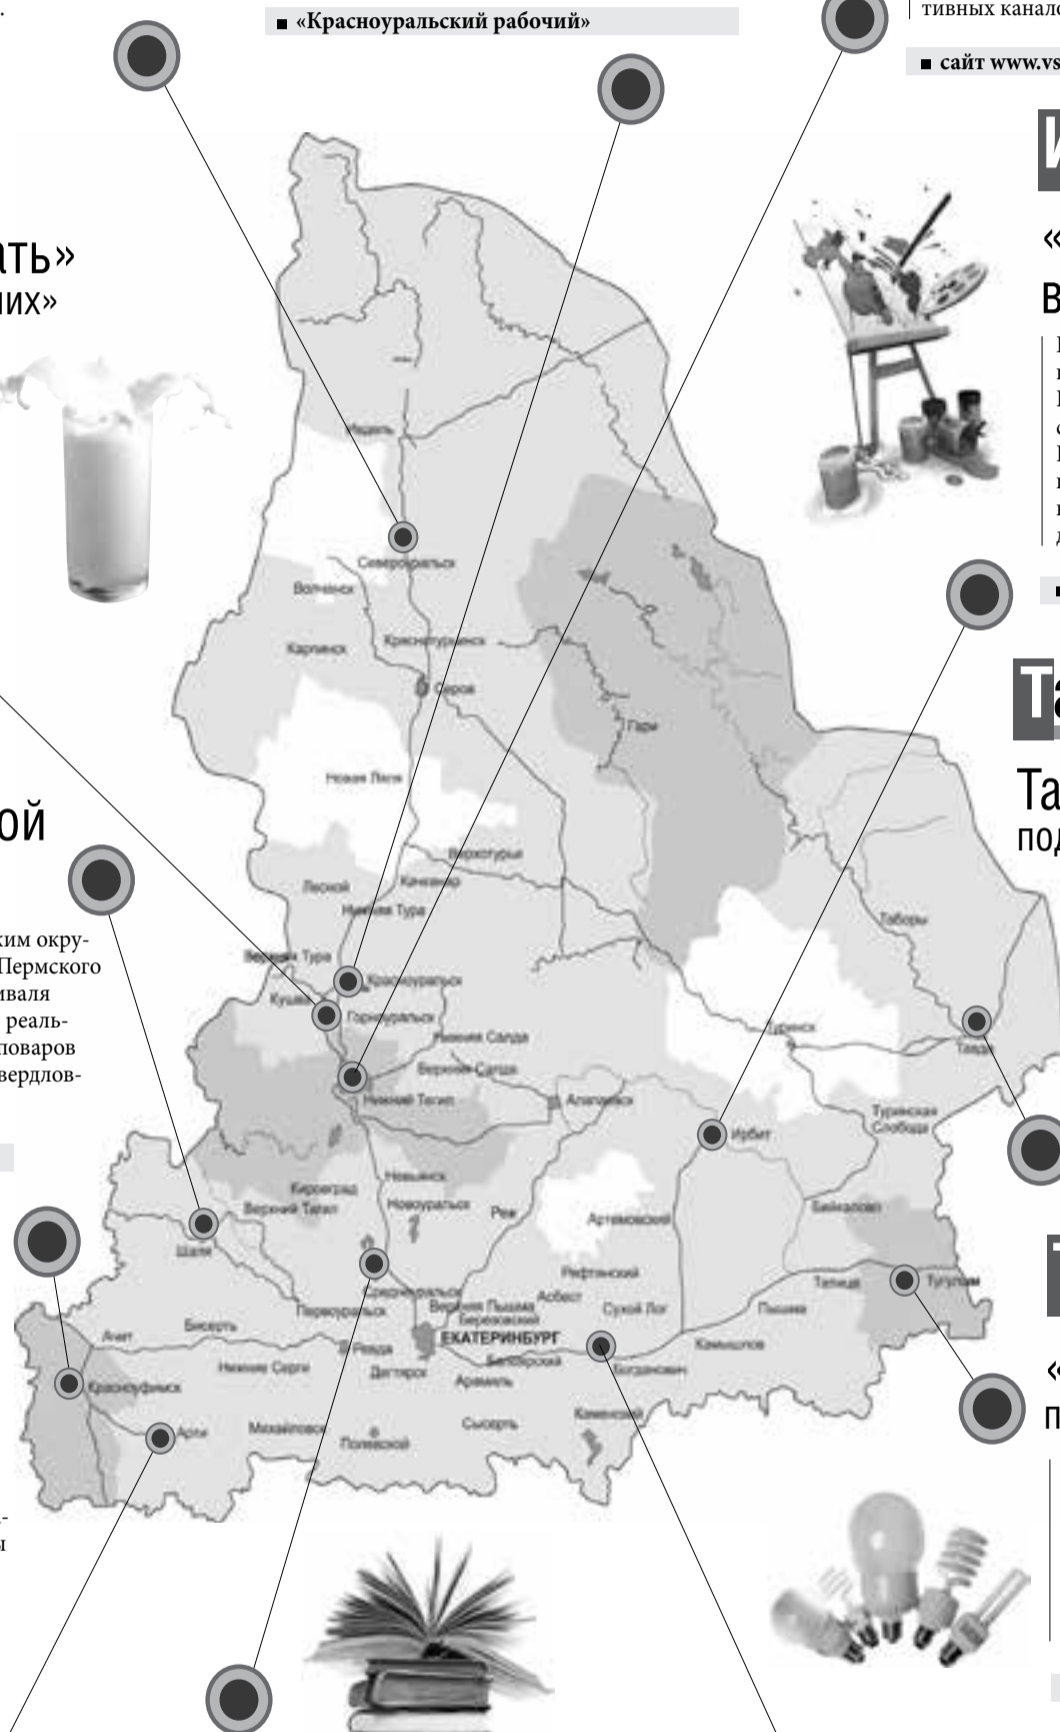 .
■ «Красноуральский рабочий»
тивных канало
■ сайт www.vs
И
«
в
ать»
них»
Та
Та
под
ой
ким окру-
Пермского
иваля
реаль-
поваров
вердлов-
Ивдель
Североуральск
Волчанск
Краснотурьинск
Карпинск
Серов
Гари
Новая Ляля
Верхотурье
Лесной
Качканар
Нижняя Тура
Таборы
Верхняя Тура
Красноуральск
Кушва
Горноуральск
Туринск
Нижняя Салда
Тавда
Верхняя Салда
Нижний Тагил
Алапаевск
Туринская
Слобода
Ирбит
Невьянск
Кировград
Верхний Тагил
Новоуральск
Реж
Артемовский
Байкалово
Шаля
Рефтинский
Талица
Тугулым
Среднеуральск
Асбест
Первоуральск
Верхняя Пышма
Сухой Лог
Пышма
Березовский
Бисерть
Ачит
ЕКАТЕРИНБУРГ
Ревда
Камышлов
Белоярский
Нижние Серги
Дегтярск
Богданович
Арамиль
Красноуфимск
Каменский
Михайловск
Сысерть
Арти
Полевской
Т
«
п
-
ы